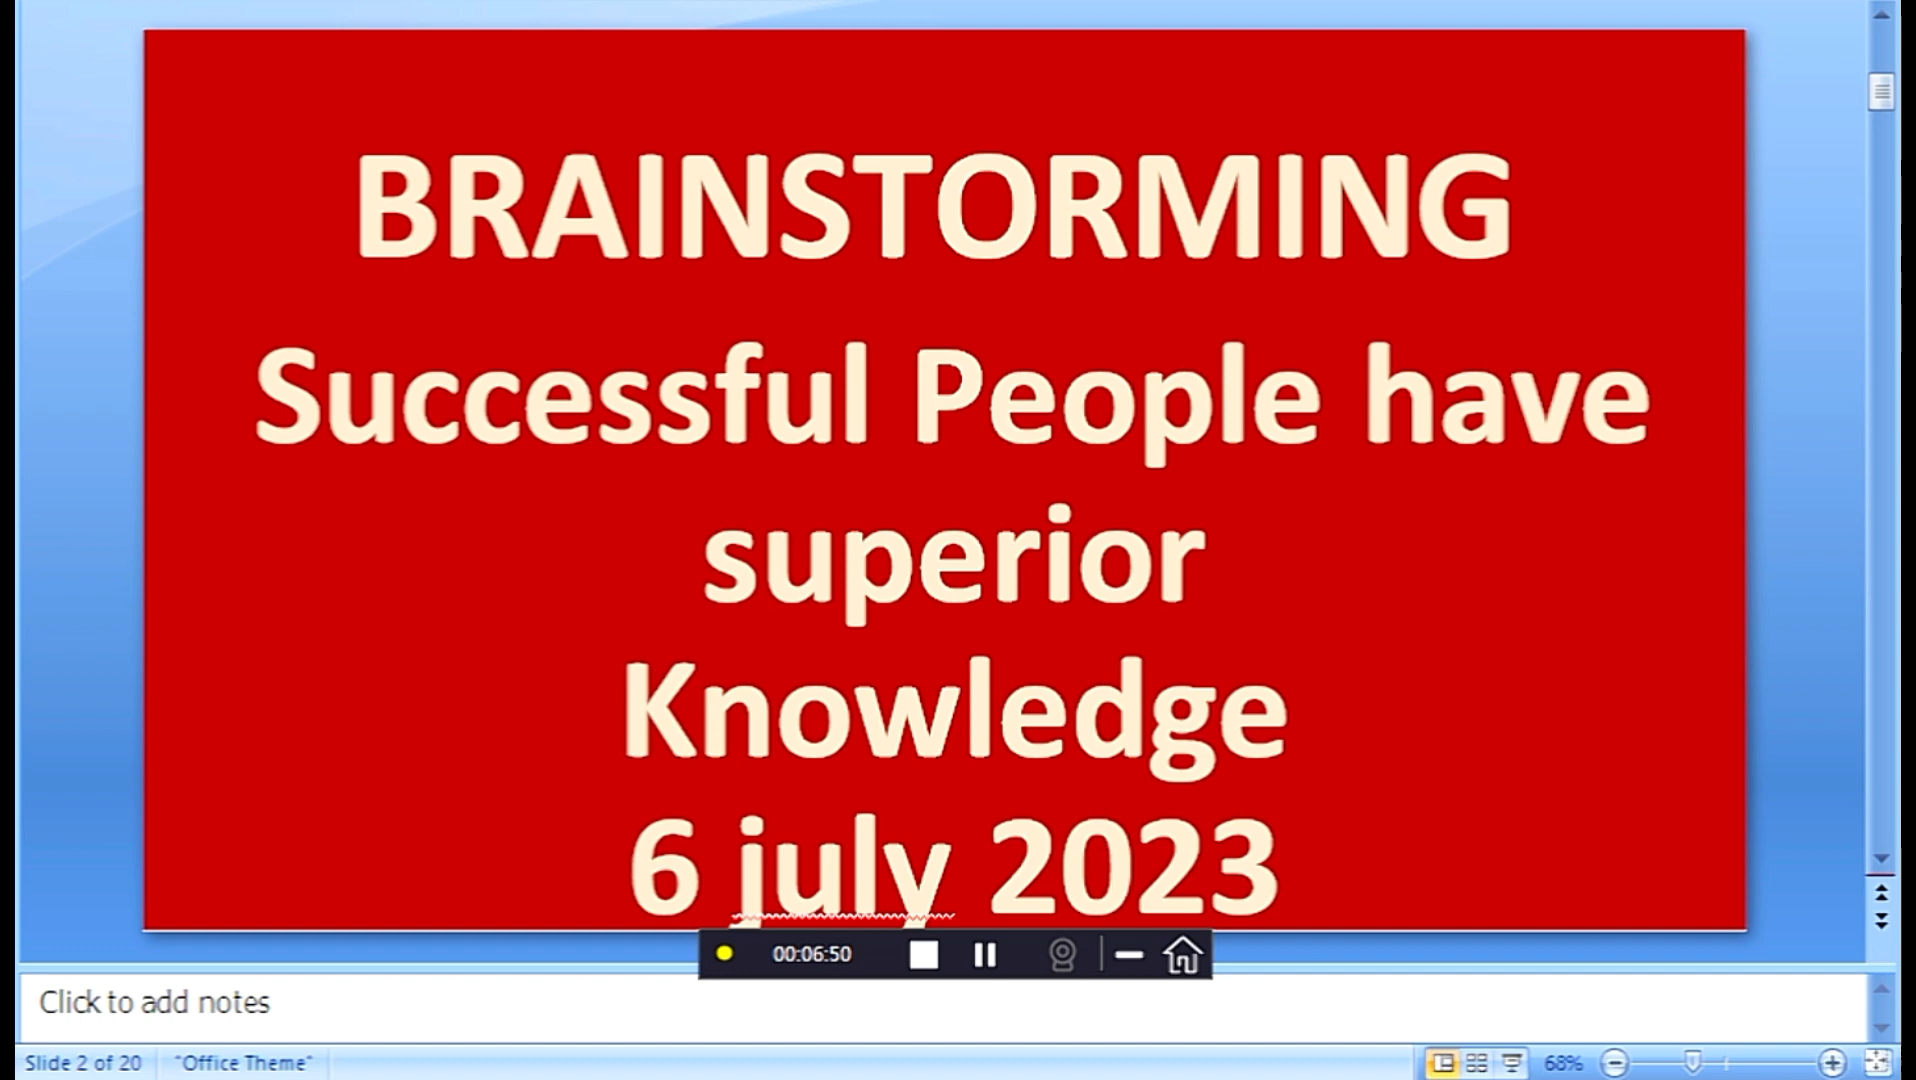 BRAINSTORMING
Successful People have
superior
Knowledge
6 july 2023
00:06:50
Click to add notes
Slide 2 of 20 "Office Theme" 68%